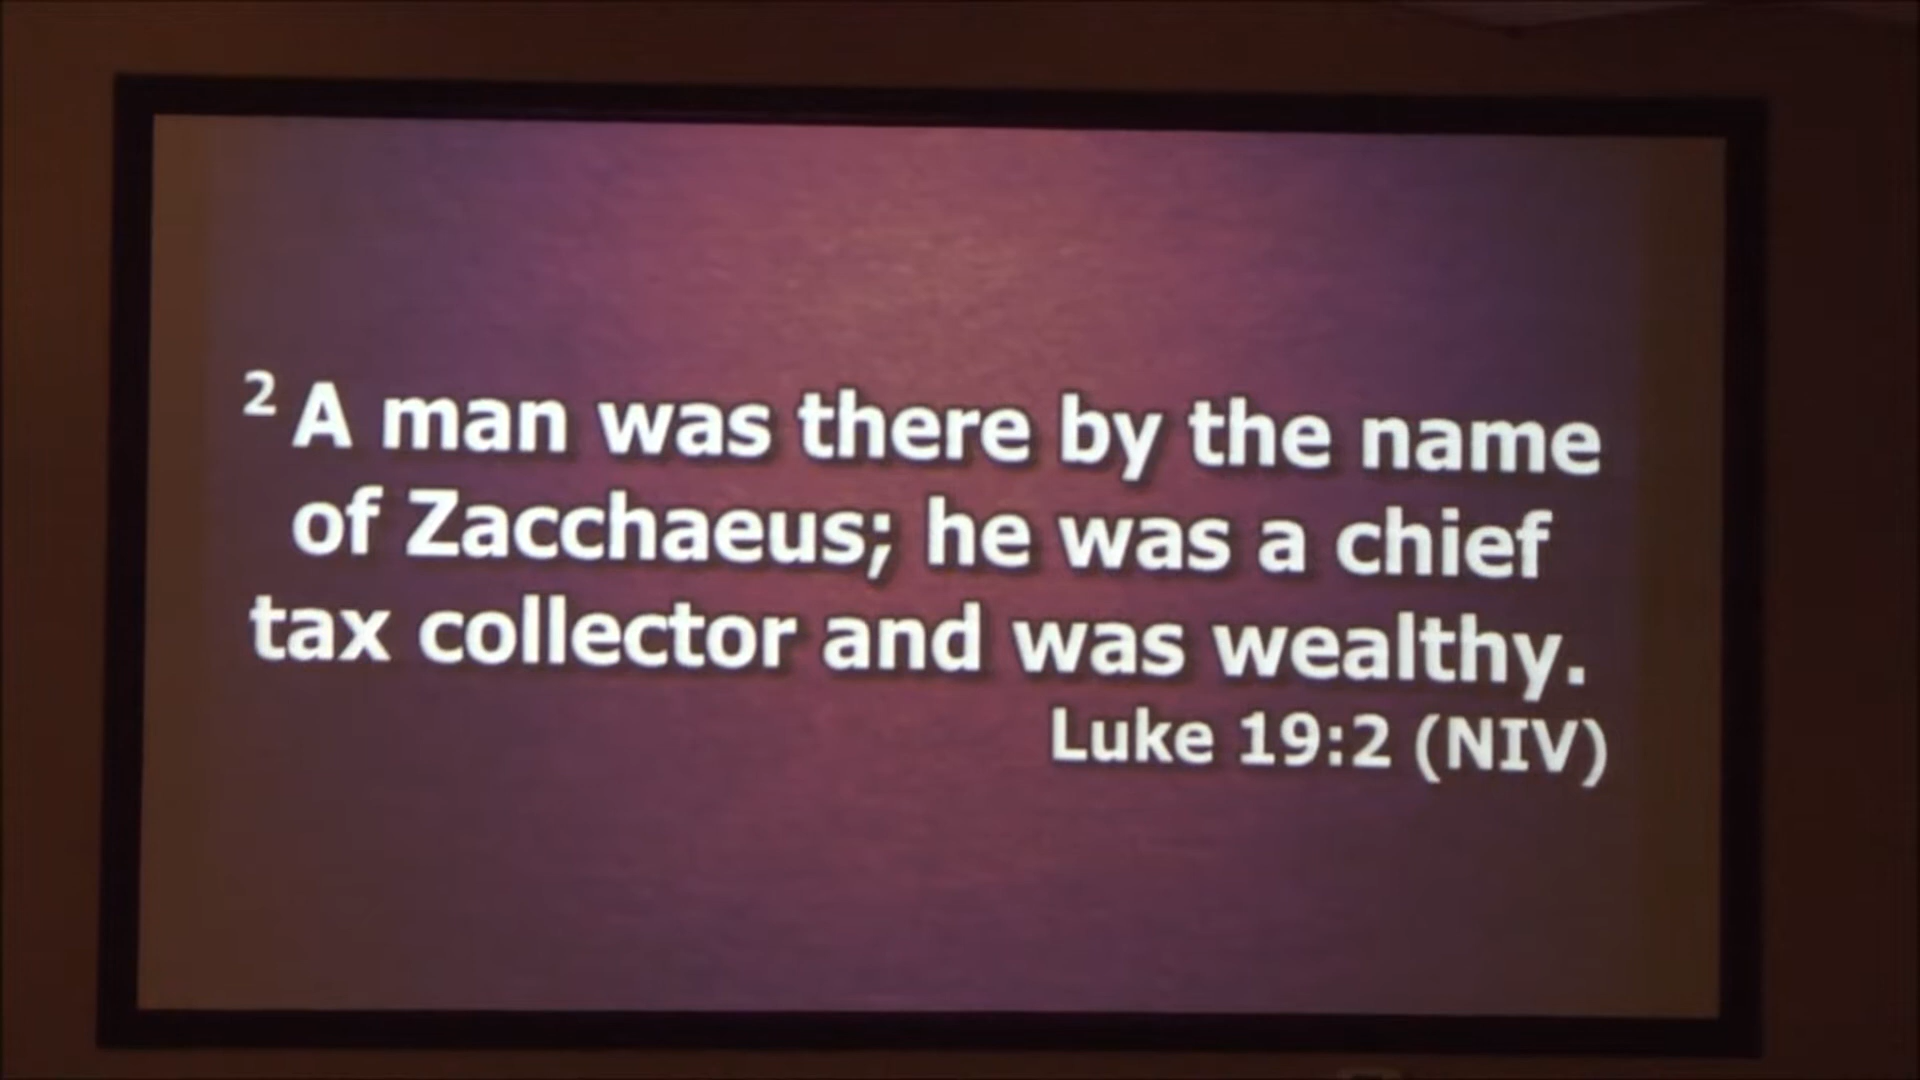 2 A man was there by the name
of Zacchaeus; he was a chief
tax collector and was wealthy.
Luke 19:2 (NIV)